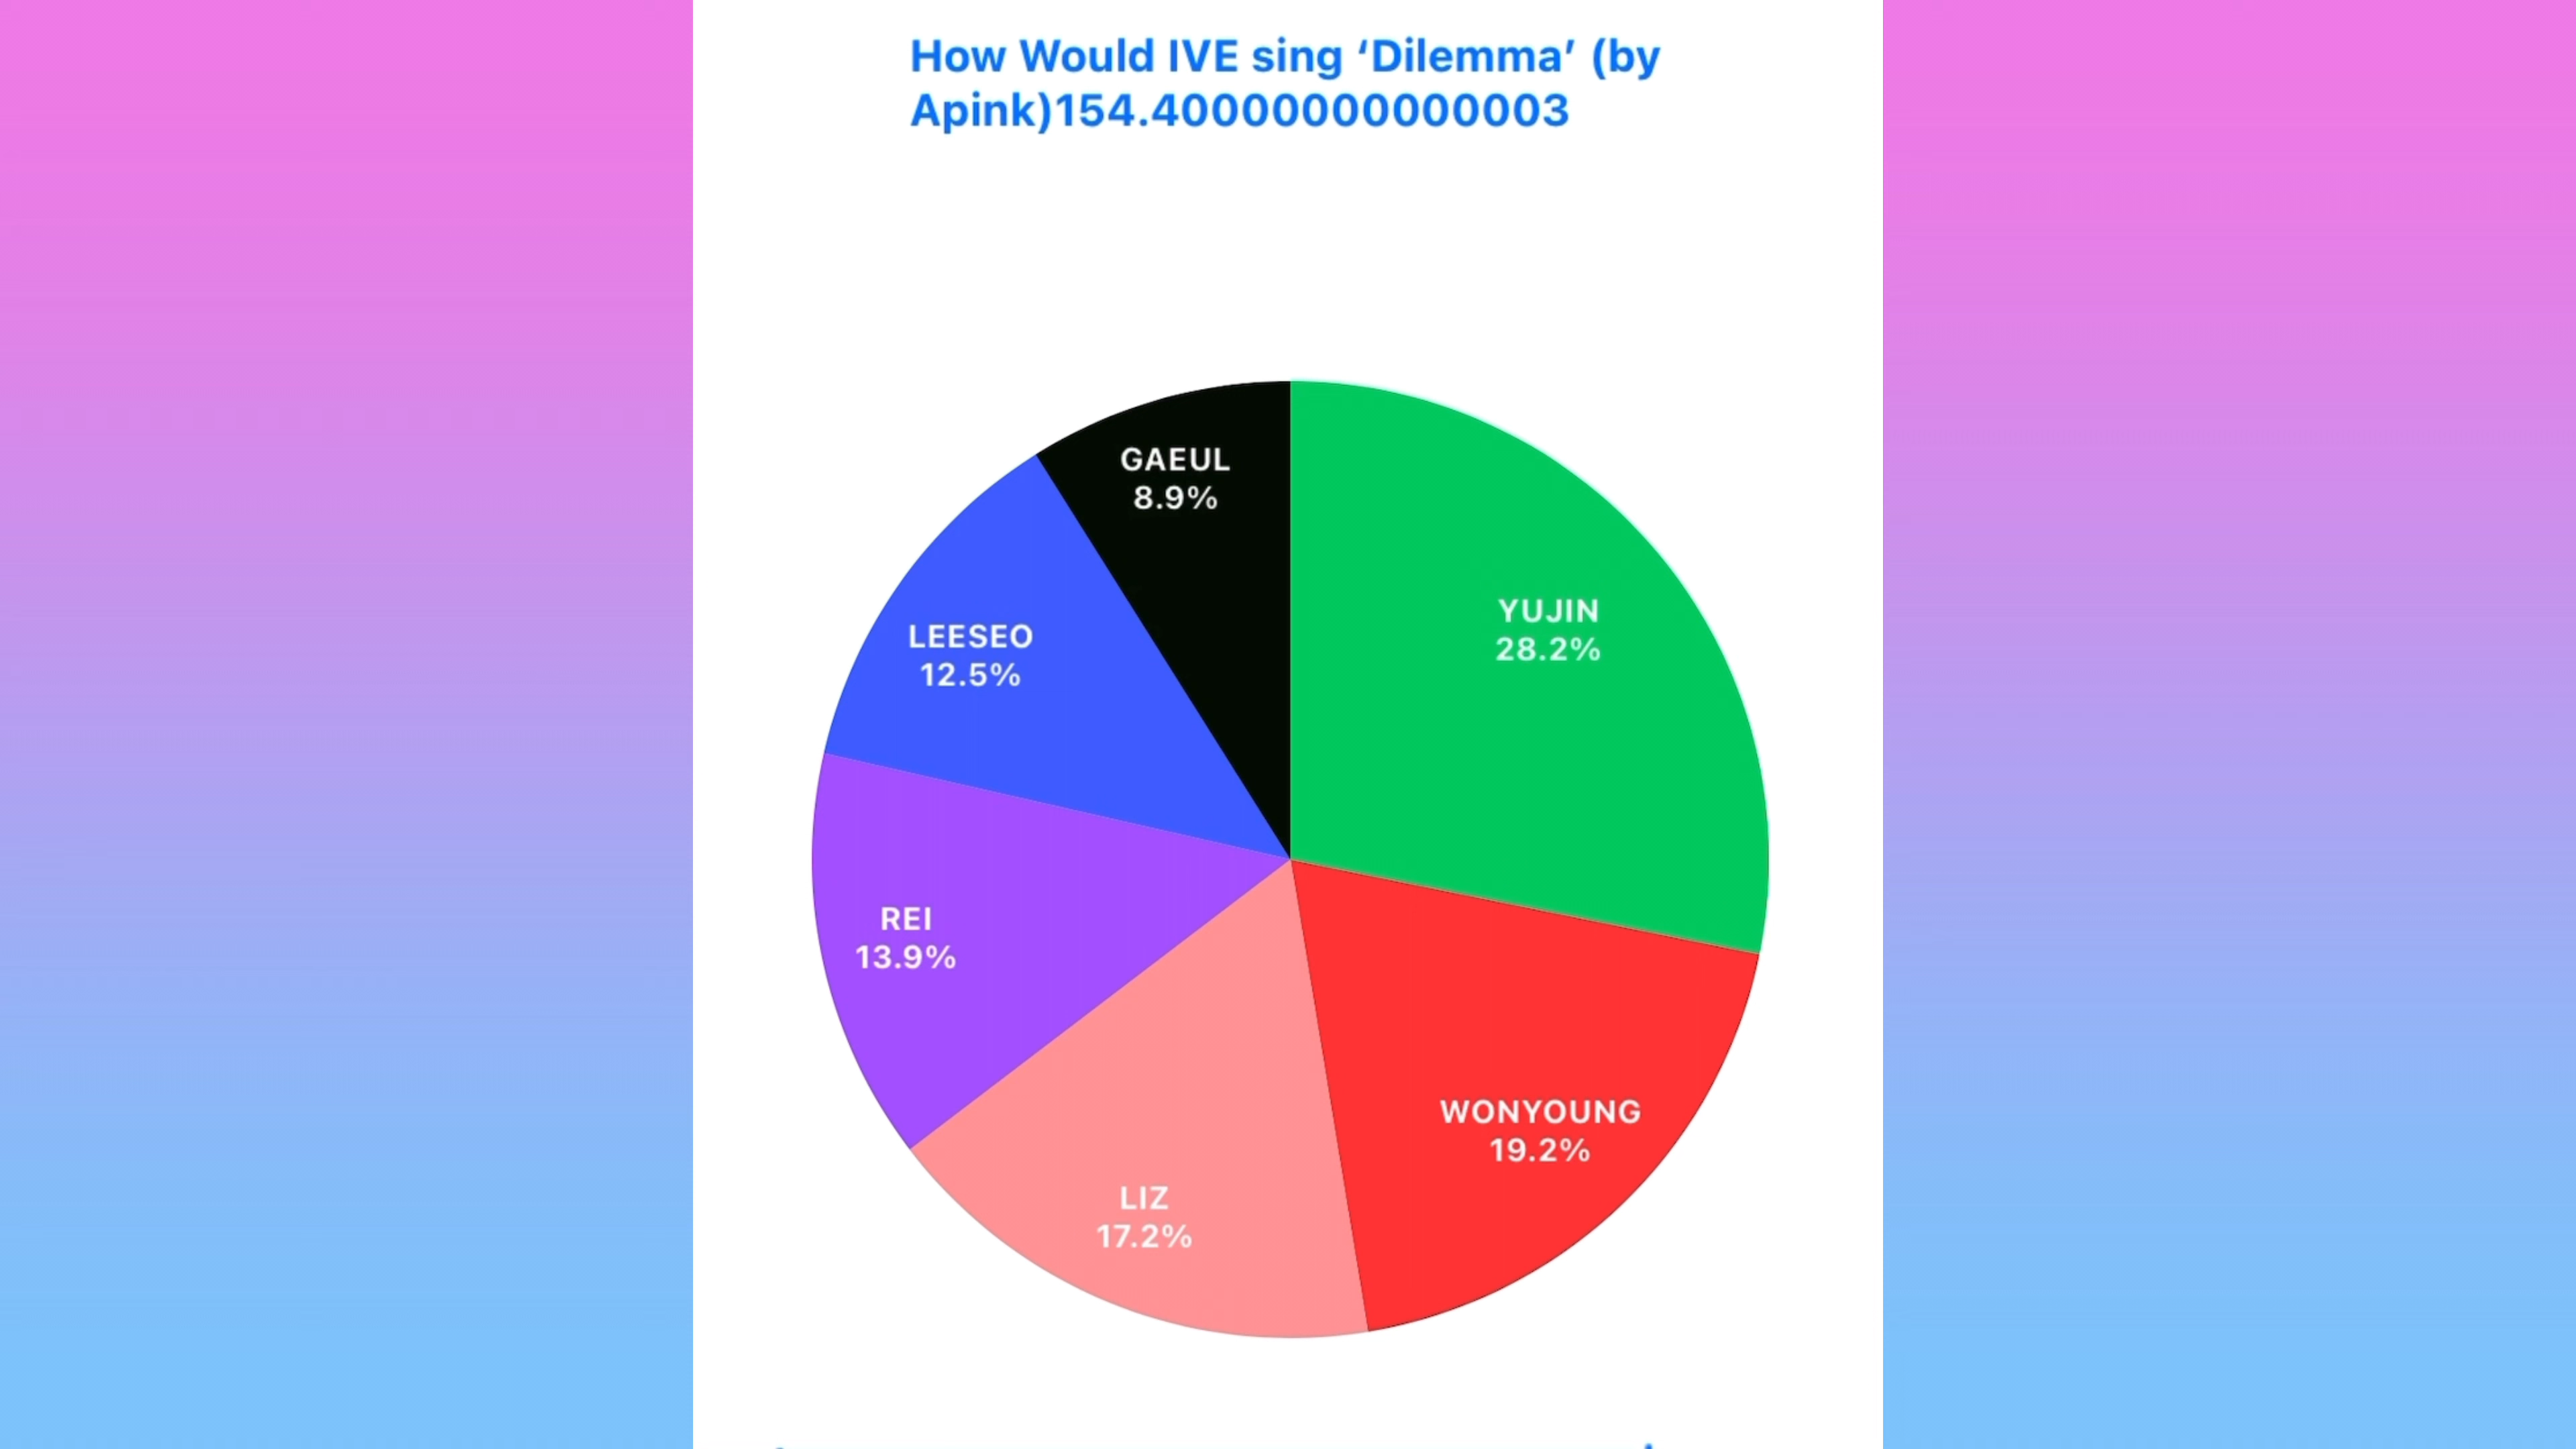 How Would IVE sing ‘Dilemma’ (by
Apink)154.40000000000003
GAEUL
8.9%
YUJIN
28.2%
LEESEO
12.5%
REI
13.9%
WONYOUNG
19.2%
LIZ
17.2%